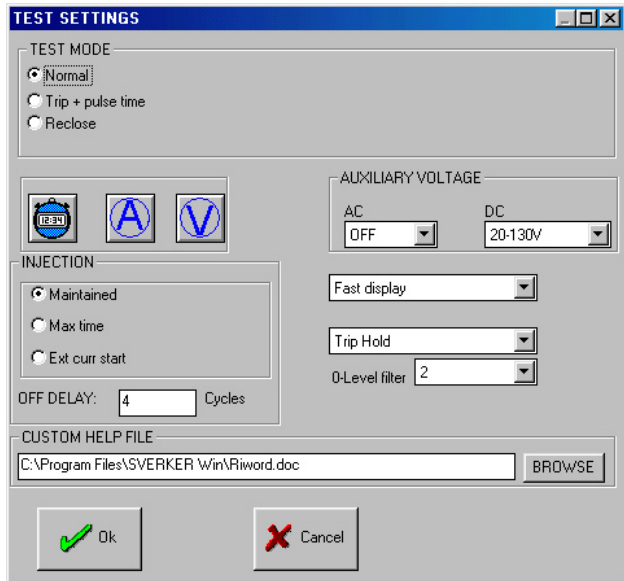 TEST SETTINGS
TEST MODE
Normal
Trip + pulse time
Reclose
12:34
A
V
AUXILIARY VOLTAGE
AC DC
OFF 20-130V
INJECTION
Maintained
Max time
Ext curr start
OFF DELAY: 4 Cycles
Fast display
Trip Hold
0-Level filter 2
CUSTOM HELP FILE
C:\Program Files\SVERKER Win\Riword.doc BROWSE
Ok Cancel